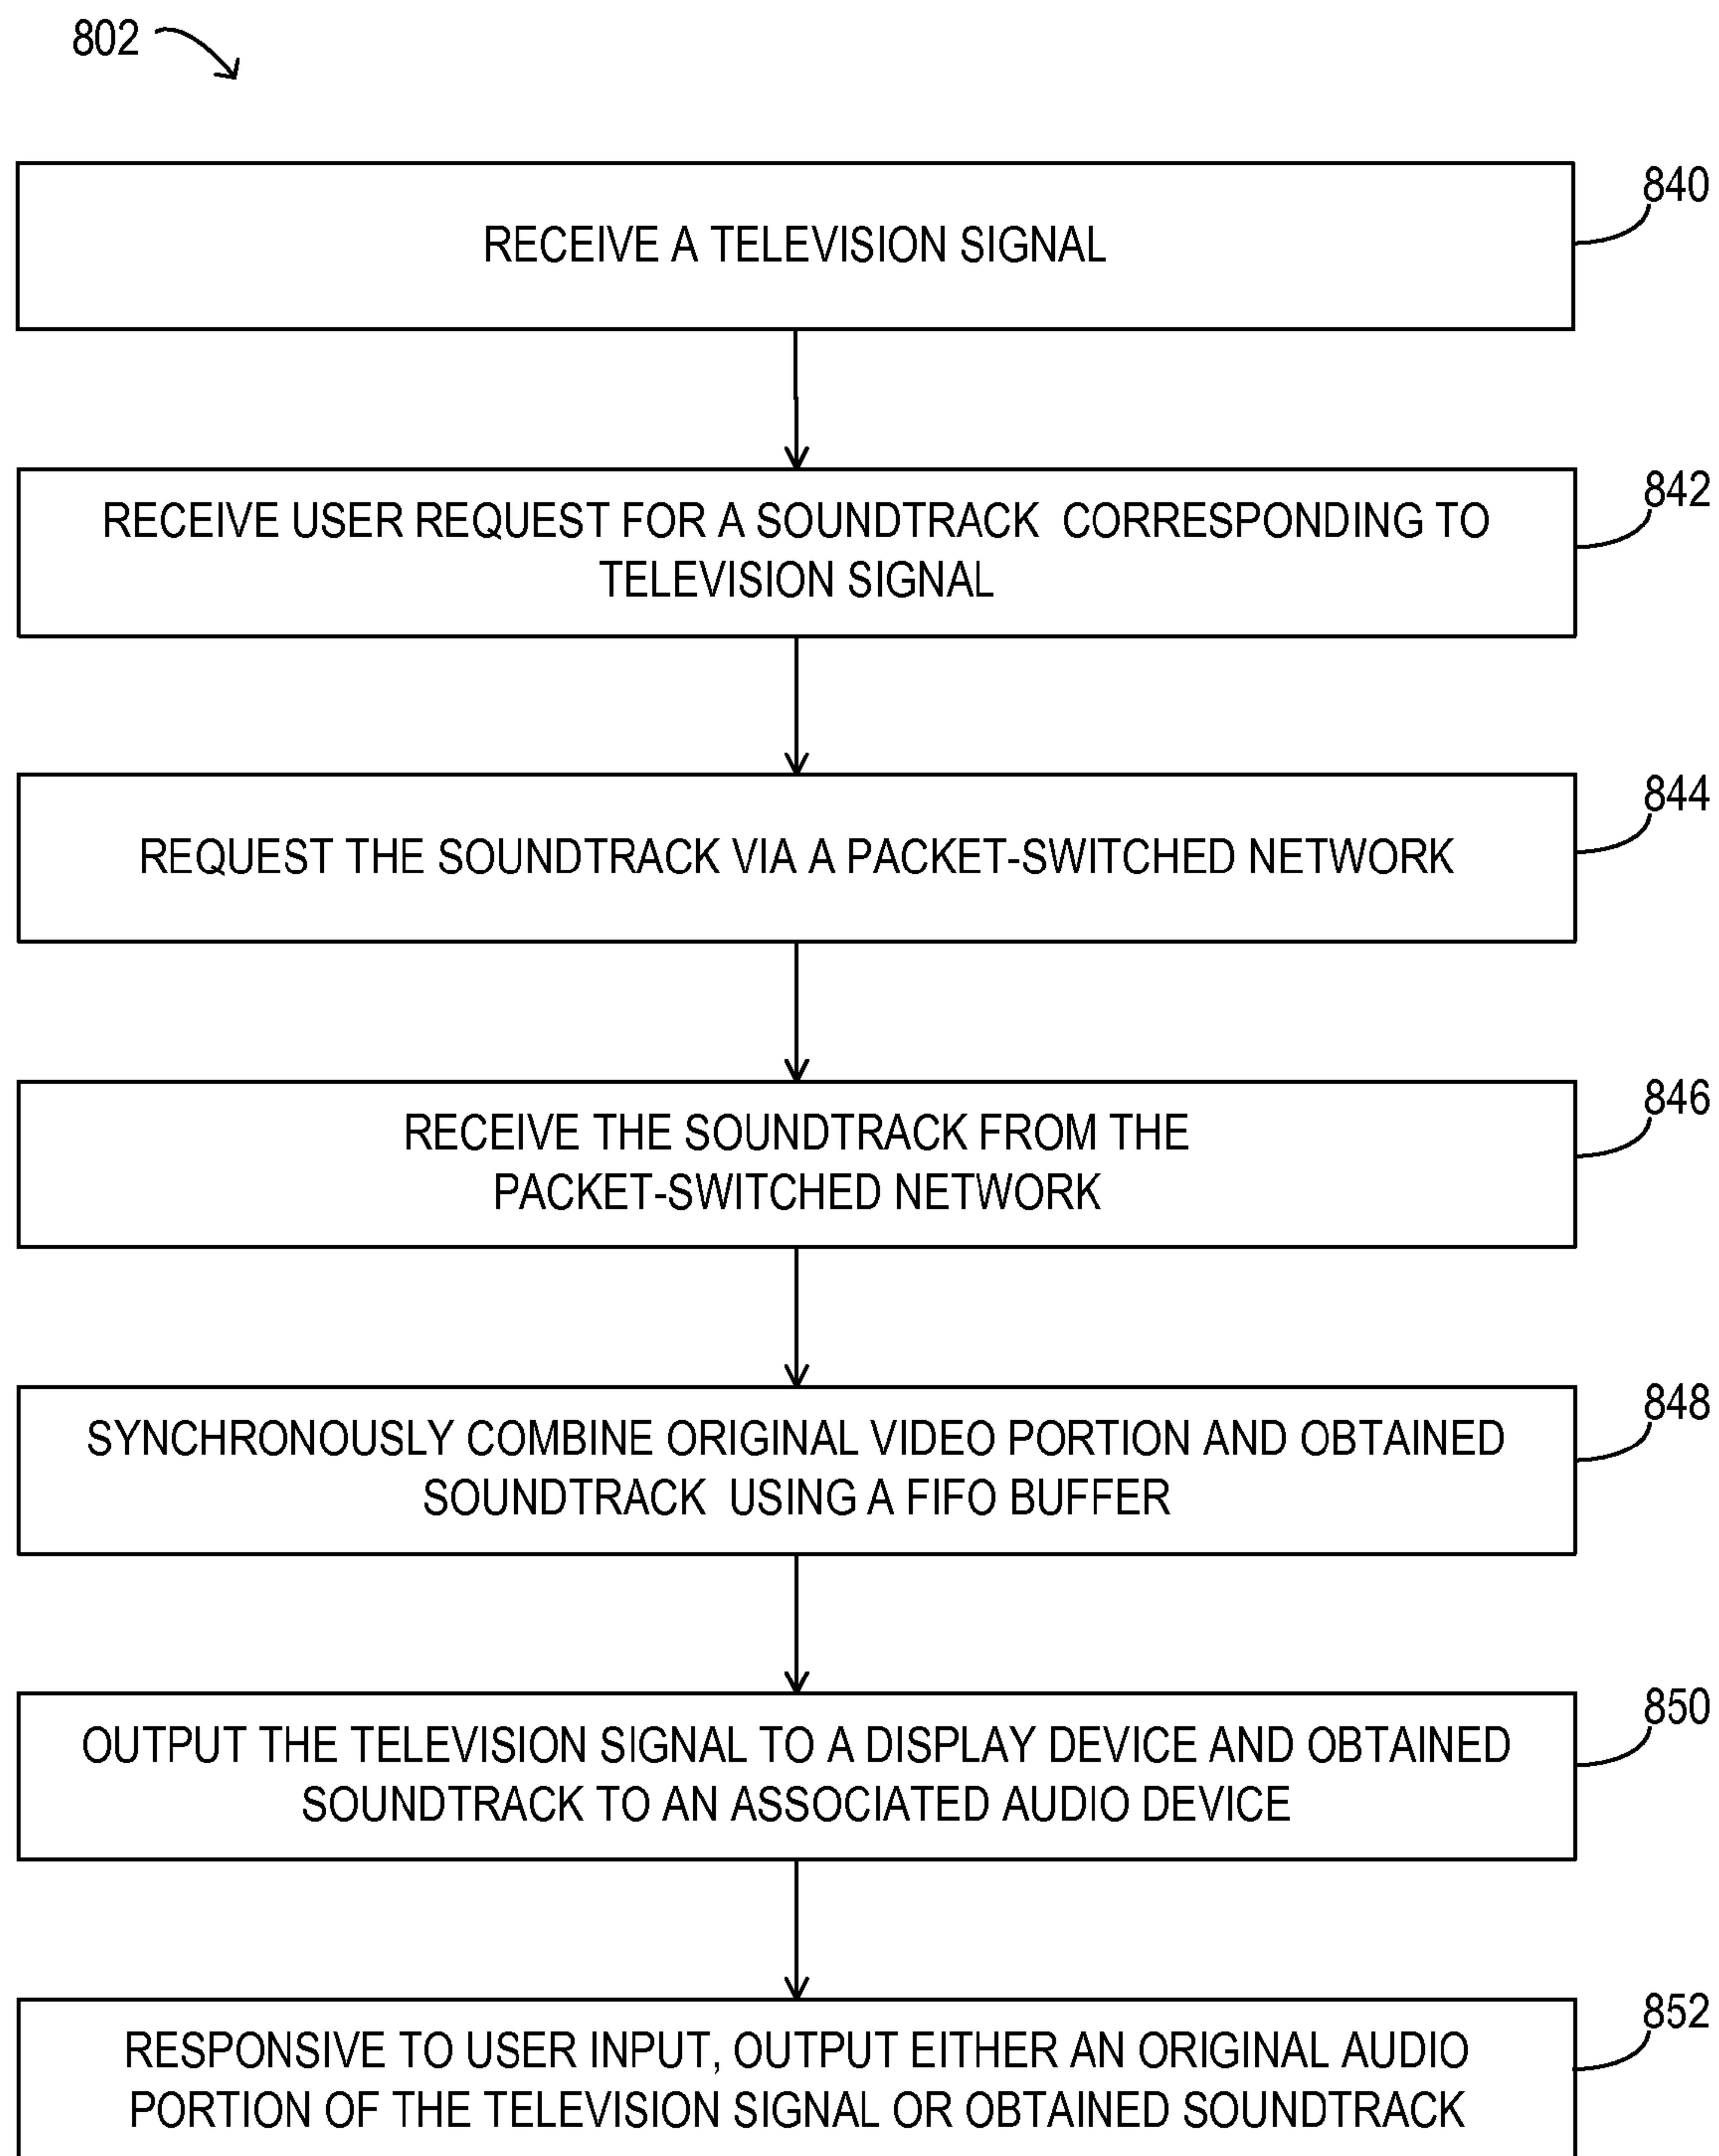 802
840
RECEIVE A TELEVISION SIGNAL
842
RECEIVE USER REQUEST FOR A SOUNDTRACK CORRESPONDING TO
TELEVISION SIGNAL
844
REQUEST THE SOUNDTRACK VIA A PACKET-SWITCHED NETWORK
846
RECEIVE THE SOUNDTRACK FROM THE
PACKET-SWITCHED NETWORK
848
SYNCHRONOUSLY COMBINE ORIGINAL VIDEO PORTION AND OBTAINED
SOUNDTRACK USING A FIFO BUFFER
850
OUTPUT THE TELEVISION SIGNAL TO A DISPLAY DEVICE AND OBTAINED
SOUNDTRACK TO AN ASSOCIATED AUDIO DEVICE
852
RESPONSIVE TO USER INPUT, OUTPUT EITHER AN ORIGINAL AUDIO
PORTION OF THE TELEVISION SIGNAL OR OBTAINED SOUNDTRACK